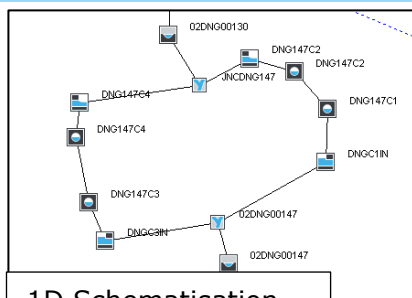 02DNG00130
DNG147C2
DNG147C2
JNCDNG147
DNG147C4
DNG147C1
DNG147C4
DNGC1IN
DNG147C3
02DNG00147
DNGC3IN
02DNG00147
1D Schematisation